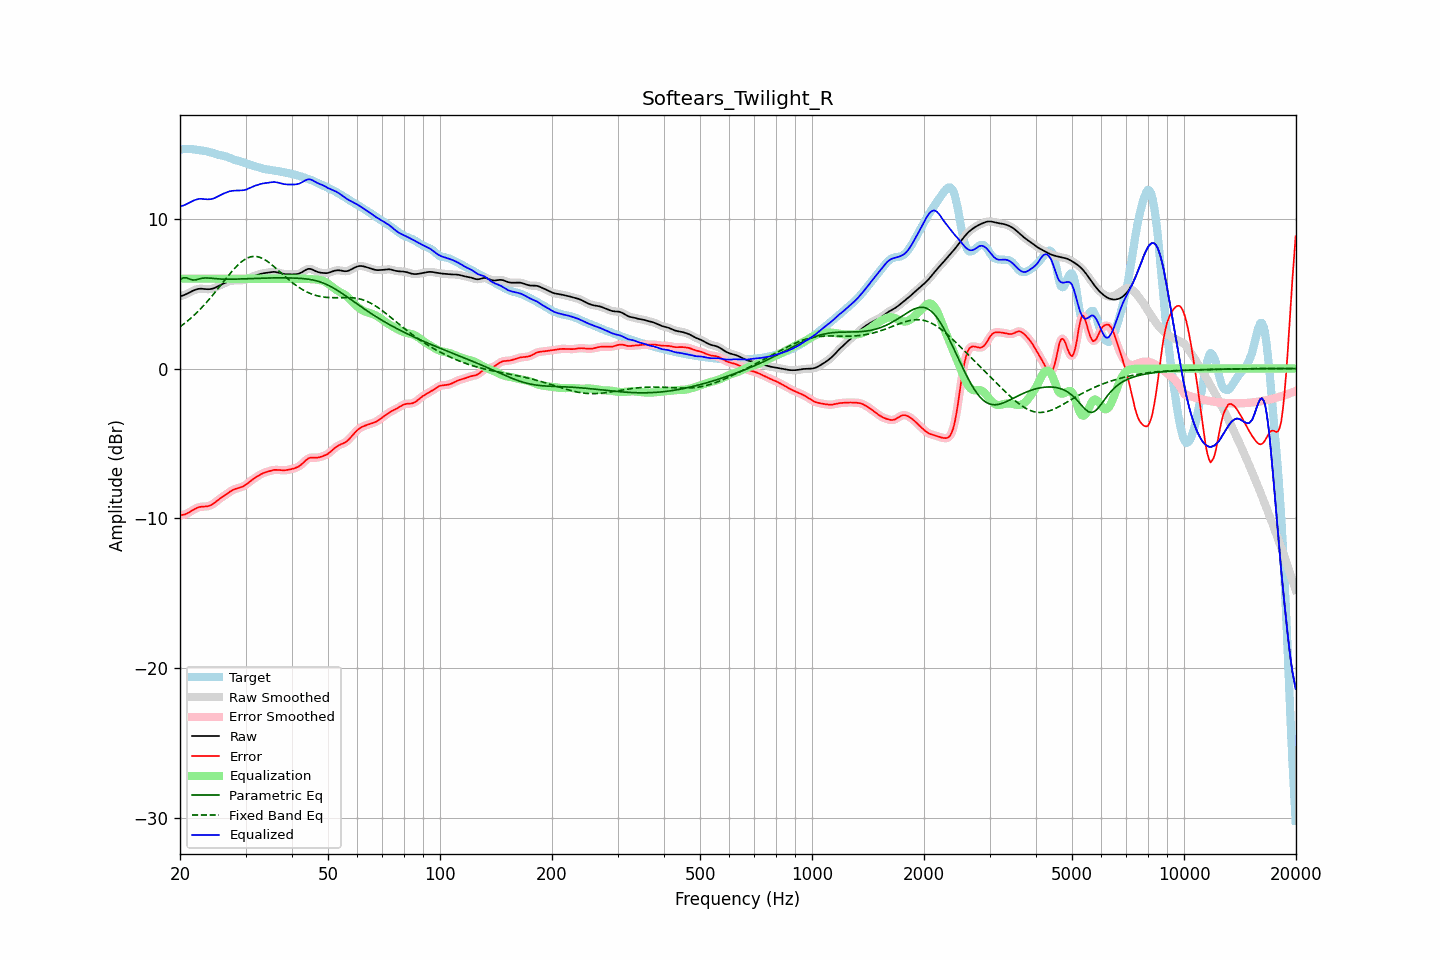 Softears_Twilight_R
Amplitude (dBr)
10
0
−10
−20
−30
Target
Raw Smoothed
Error Smoothed
Raw
Error
Equalization
Parametric Eq
Fixed Band Eq
Equalized
20 50 100 200 500 1000 2000 5000 10000 20000
Frequency (Hz)